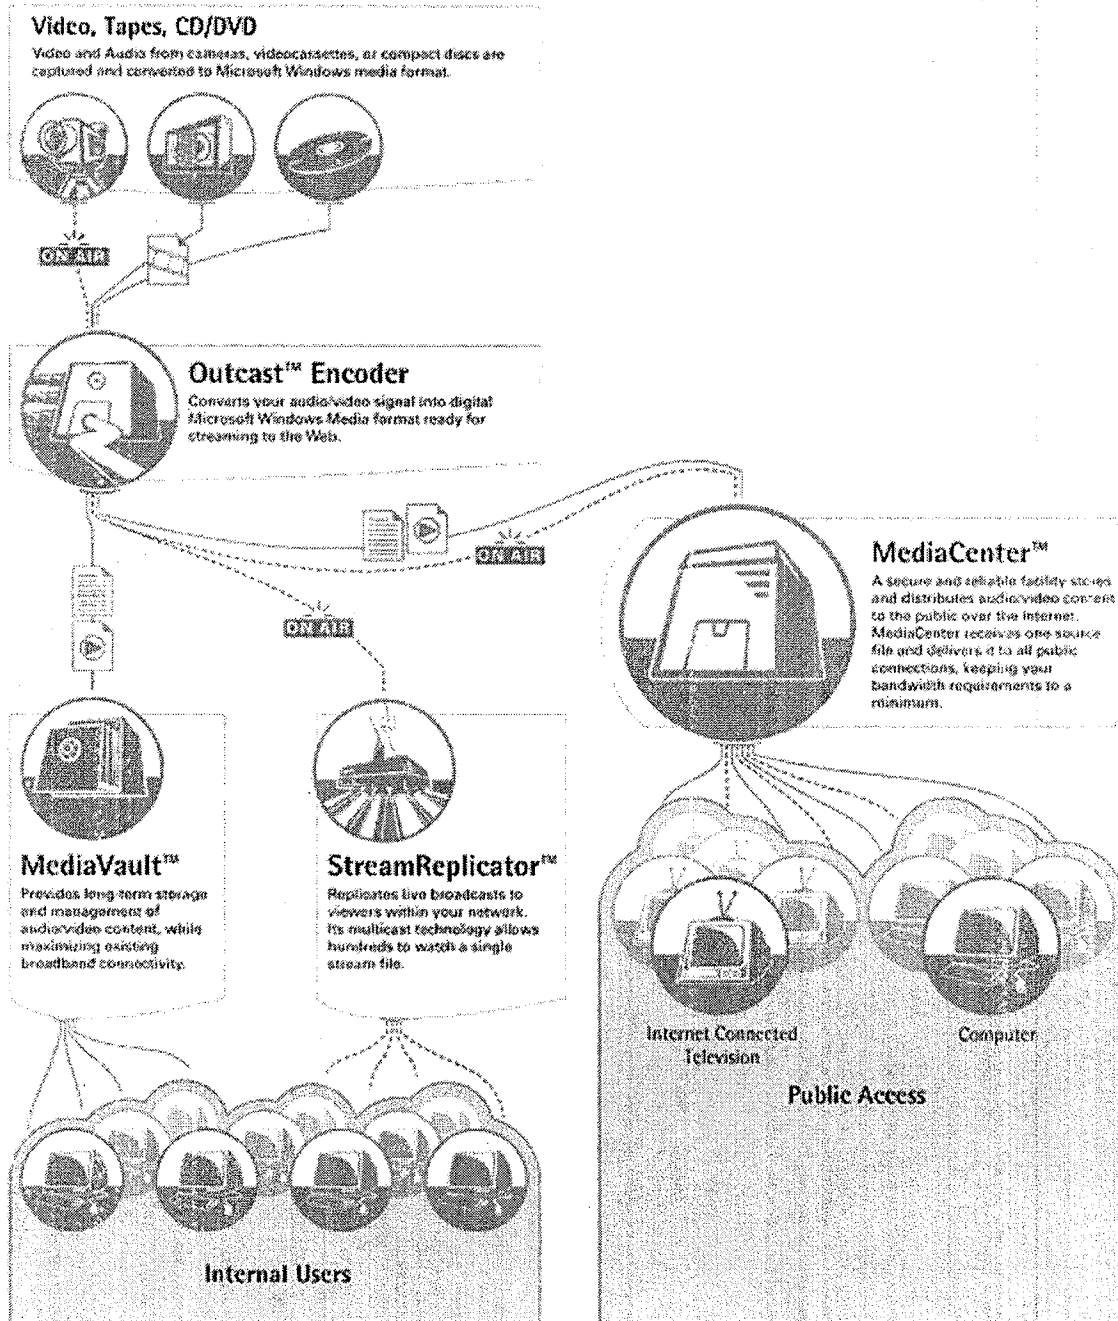 Video, Tapes, CD/DVD
Video and Audio from cameras, videocassettes, or compact discs are
captured and converted to Microsoft Windows media format.
ON AIR
Outcast™ Encoder
Converts your audio/video signal into digital
Microsoft Windows Media format ready for
streaming to the Web.
ON AIR
ON AIR
MediaCenter™
A secure and reliable facility stores
and distributes audio/video content
to the public over the Internet.
MediaCenter receives one source
file and delivers it to all public
connections, keeping your
bandwidth requirements to a
minimum.
MediaVault™
Provides long-term storage
and management of
audio/video content, while
maximizing existing
broadband connectivity.
StreamReplicator™
Replicates live broadcasts to
viewers within your network.
Its multicast technology allows
hundreds to watch a single
stream file.
Internet Connected
Television
Computer
Public Access
Internal Users